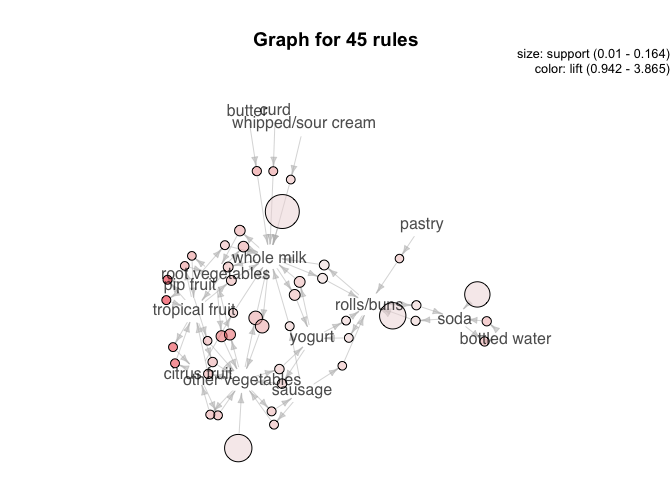 Graph for 45 rules
size: support (0.01 - 0.164)
color: lift (0.942 - 3.865)
butter
curd
whipped/sour cream
pastry
whole milk
root vegetables
pip fruit
tropical fruit
rolls/buns
soda
yogurt
bottled water
citrus fruit
other vegetables
sausage